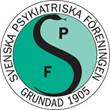 SVENSKA PSYKIATRISKA FÖRENINGEN
P
F
GRUNDAD 1905